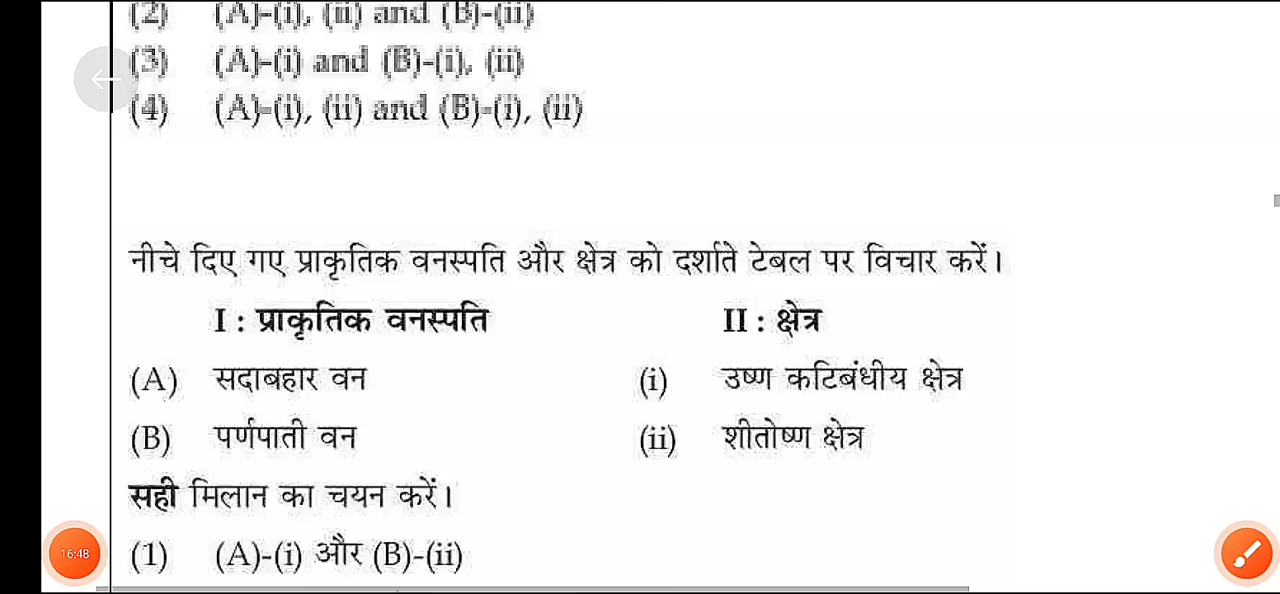 (2) (A)-(i), (ii) and (B)-(ii)
(3) (A)-(i) and (B)-(i), (ii)
(4) (A)-(i), (ii) and (B)-(i), (ii)
नीचे दिए गए प्राकृतिक वनस्पति और क्षेत्र को दर्शाते टेबल पर विचार करें।
I : प्राकृतिक वनस्पति II : क्षेत्र
(A) सदाबहार वन (i) उष्ण कटिबंधीय क्षेत्र
(B) पर्णपाती वन (ii) शीतोष्ण क्षेत्र
सही मिलान का चयन करें।
16:48 (1) (A)-(i) और (B)-(ii)